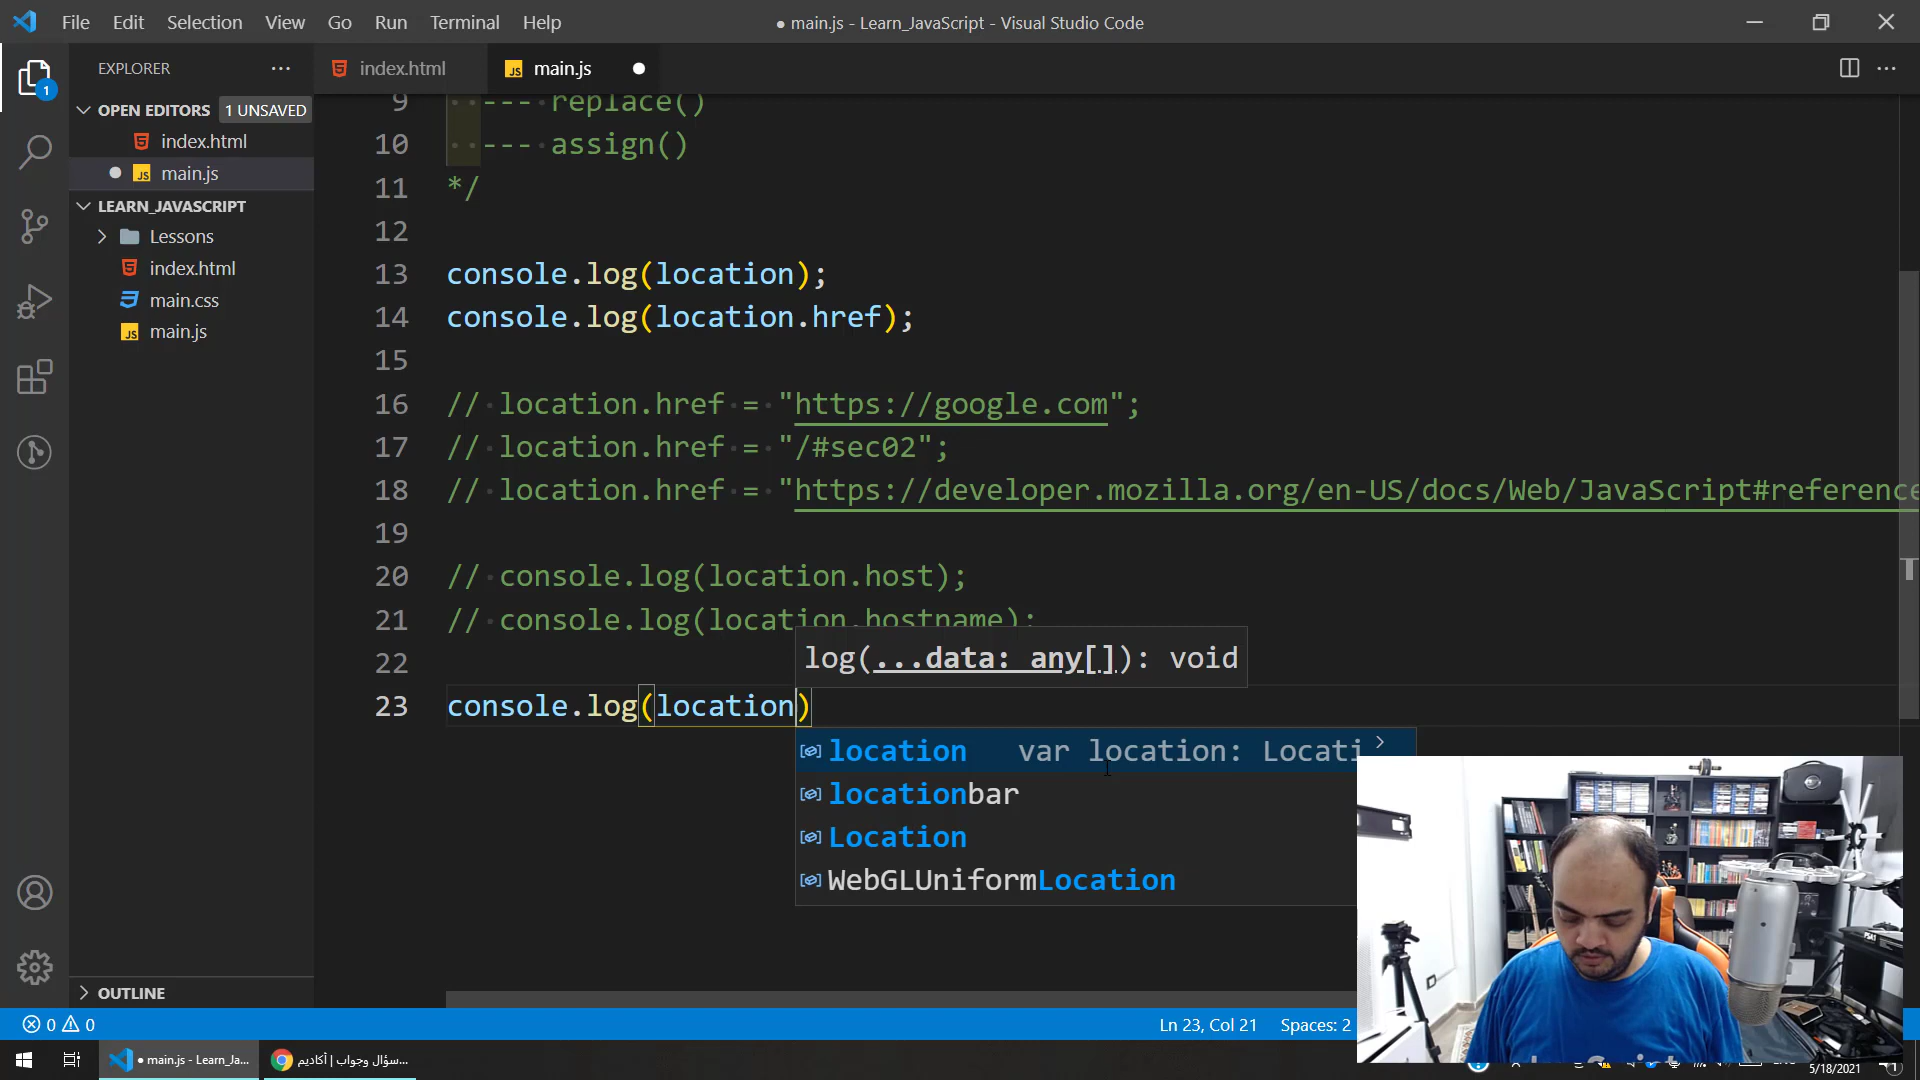 File Edit Selection View Go Run Terminal Help
● main.js - Learn_JavaScript - Visual Studio Code
EXPLORER
index.html
main.js
OPEN EDITORS 1 UNSAVED
index.html
main.js
LEARN_JAVASCRIPT
Lessons
index.html
main.css
main.js
OUTLINE
1
9 --- replace()
10 --- assign()
11 */
12
13 console.log(location);
14 console.log(location.href);
15
16 // location.href = "https://google.com";
17 // location.href = "/#sec02";
18 // location.href = "https://developer.mozilla.org/en-US/docs/Web/JavaScript#reference
19
20 // console.log(location.host);
21 // console.log(location.hostname);
22
log(...data: any[]): void
23 console.log(location)
location var location: Locati
locationbar
Location
WebGLUniformLocation
0 0
Ln 23, Col 21 Spaces: 2
● main.js - Learn_Ja...
سؤال وجواب | أكاديم...
5/18/2021